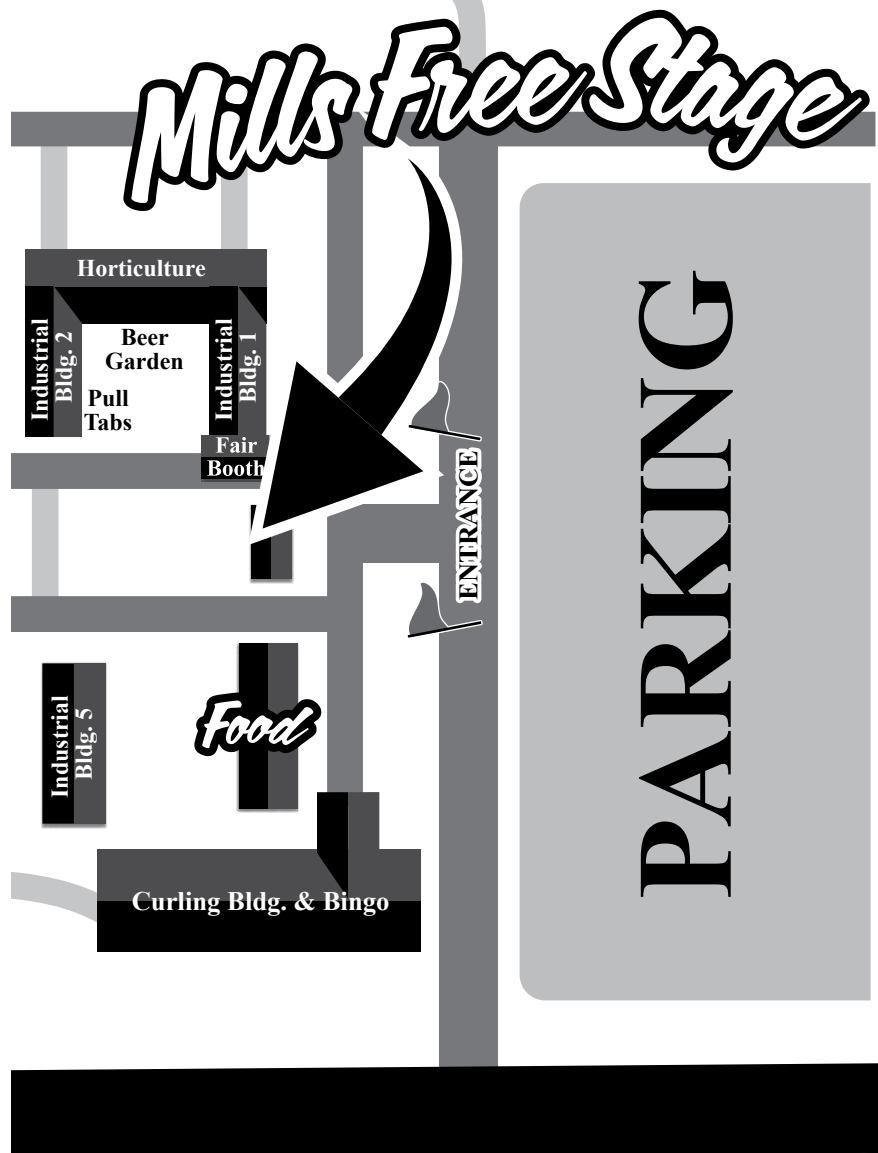 Mills Free Stage
Horticulture
Industrial
Bldg. 2
Beer
Garden
Industrial
Bldg. 1
Pull
Tabs
Fair
Booth
ENTRANCE
PARKING
Industrial
Bldg. 5
Food
Curling Bldg. & Bingo